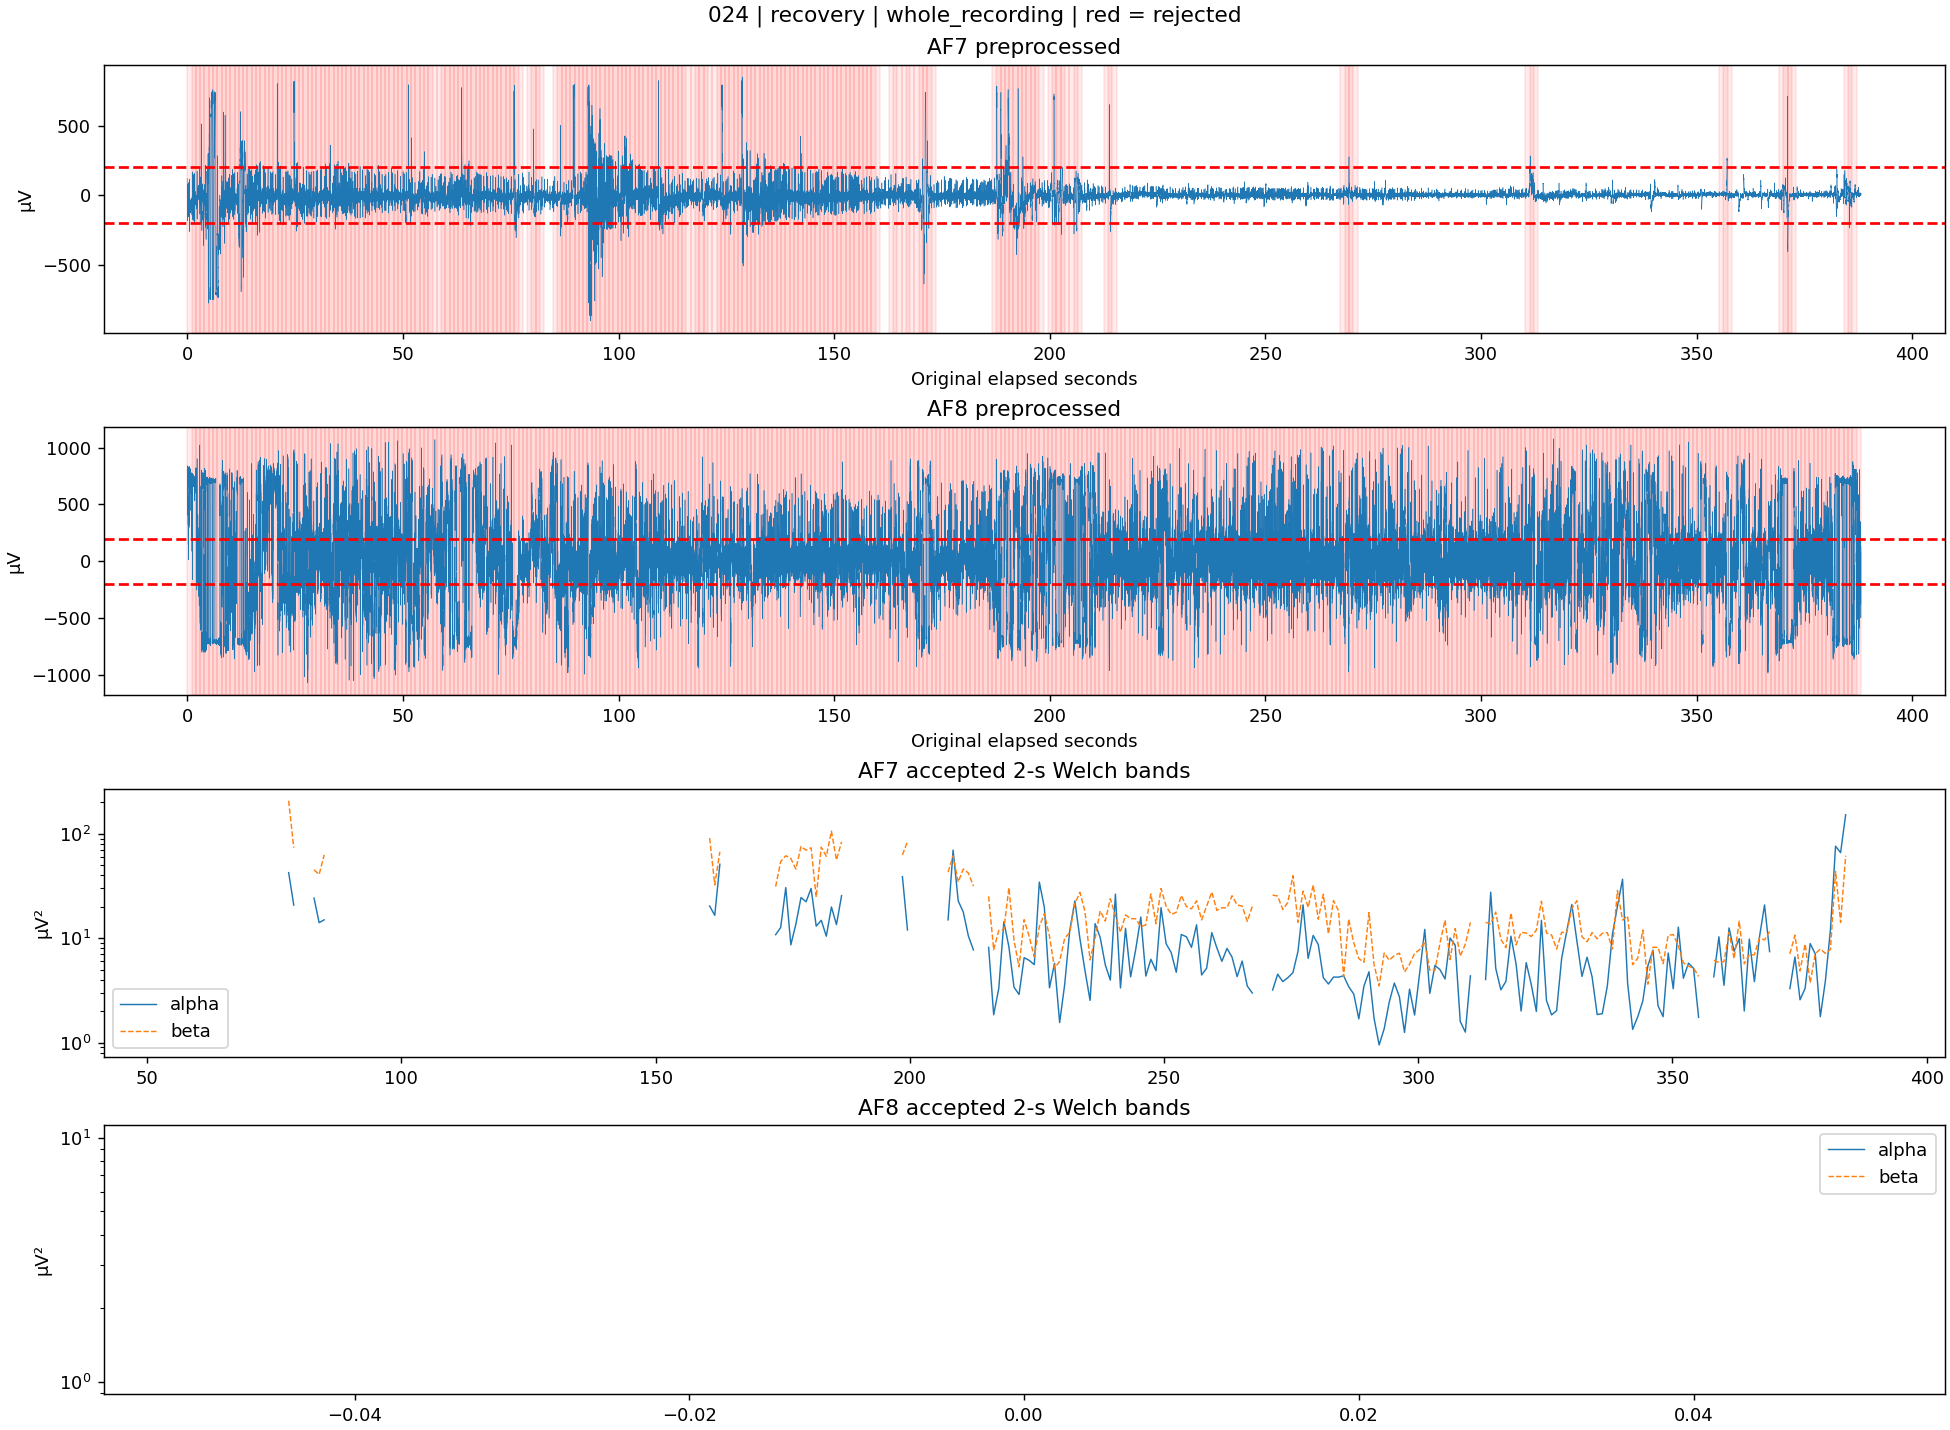 024 | recovery | whole_recording | red = rejected
AF7 preprocessed
500
0
−500
µV
0 50 100 150 200 250 300 350 400
Original elapsed seconds
AF8 preprocessed
1000
500
0
−500
−1000
µV
0 50 100 150 200 250 300 350 400
Original elapsed seconds
AF7 accepted 2-s Welch bands
10²
10¹
10⁰
µV²
alpha
beta
50 100 150 200 250 300 350 400
AF8 accepted 2-s Welch bands
10¹
10⁰
µV²
alpha
beta
−0.04 −0.02 0.00 0.02 0.04